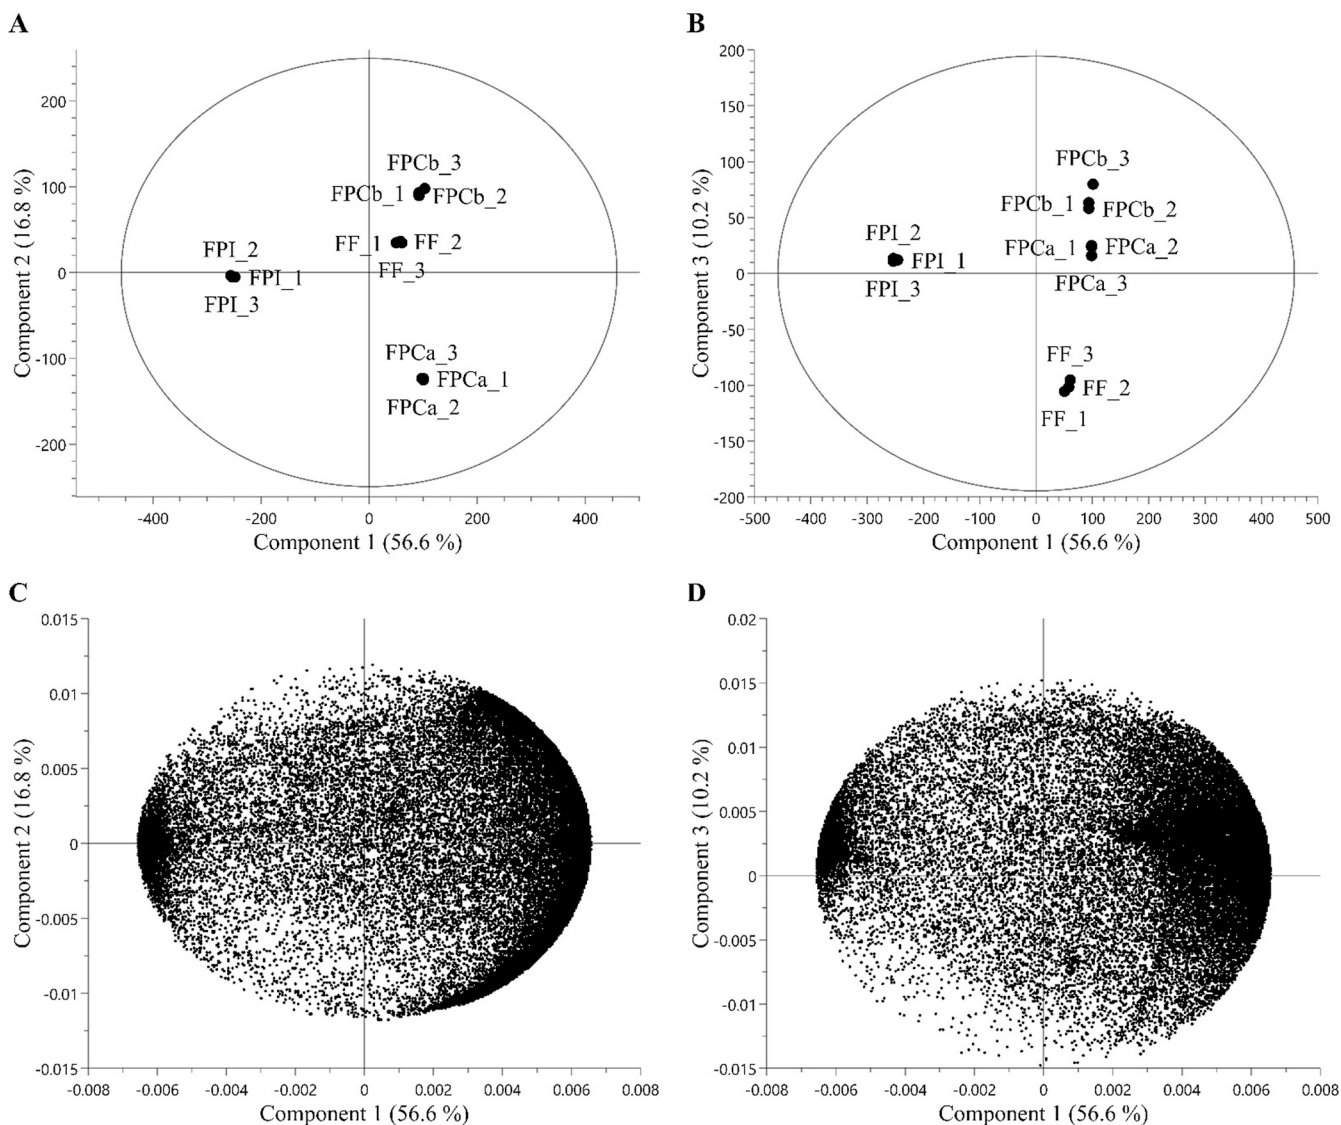 A
Component 2 (16.8 %)
200
100
0
-100
-200
-400
-200
0
200
400
Component 1 (56.6 %)
FPCb_3
FPCb_1
FPCb_2
FF_1
FF_2
FF_3
FPI_2
FPI_1
FPI_3
FPCa_3
FPCa_1
FPCa_2
B
Component 3 (10.2 %)
200
150
100
50
0
-50
-100
-150
-200
-500
-400
-300
-200
-100
0
100
200
300
400
500
Component 1 (56.6 %)
FPCb_3
FPCb_1
FPCb_2
FPCa_1
FPCa_2
FPCa_3
FPI_2
FPI_1
FPI_3
FF_3
FF_2
FF_1
C
Component 2 (16.8 %)
0.015
0.01
0.005
0
-0.005
-0.01
-0.015
-0.008
-0.006
-0.004
-0.002
0
0.002
0.004
0.006
0.008
Component 1 (56.6 %)
D
Component 3 (10.2 %)
0.02
0.015
0.01
0.005
0
-0.005
-0.01
-0.015
-0.008
-0.006
-0.004
-0.002
0
0.002
0.004
0.006
0.008
Component 1 (56.6 %)